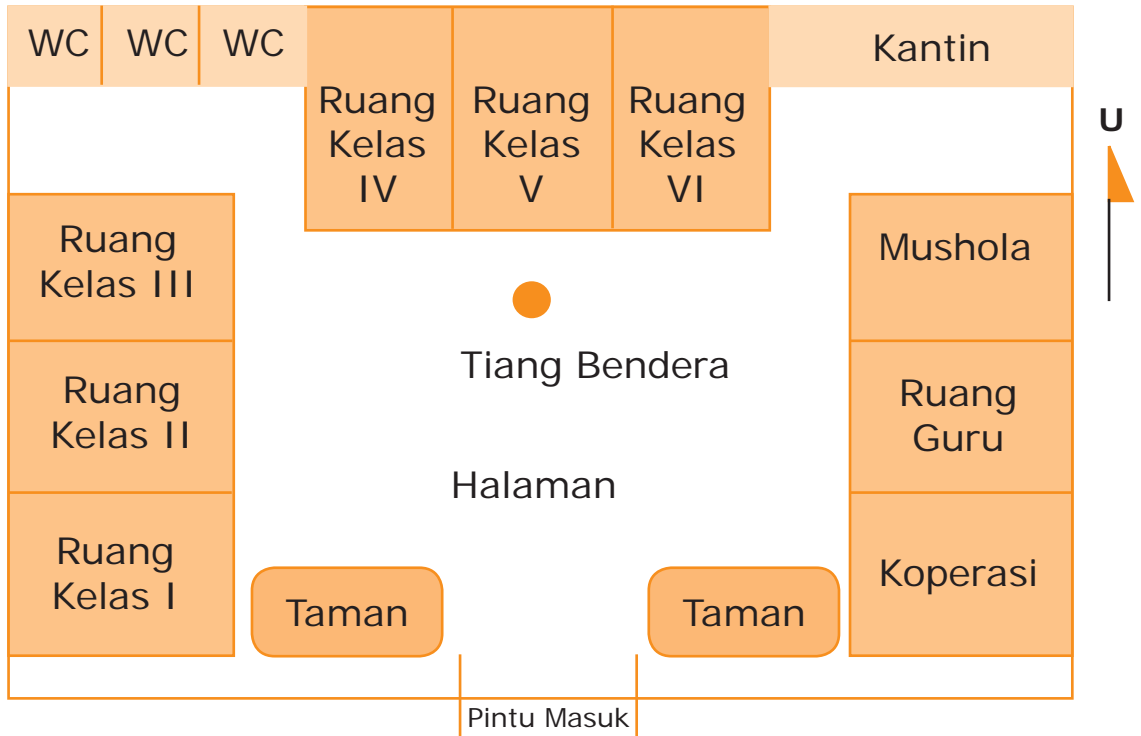 WC
WC
WC
Kantin
Ruang
Kelas
IV
Ruang
Kelas
V
Ruang
Kelas
VI
U
Ruang
Kelas III
Mushola
Tiang Bendera
Ruang
Kelas II
Ruang
Guru
Halaman
Ruang
Kelas I
Taman
Taman
Koperasi
Pintu Masuk